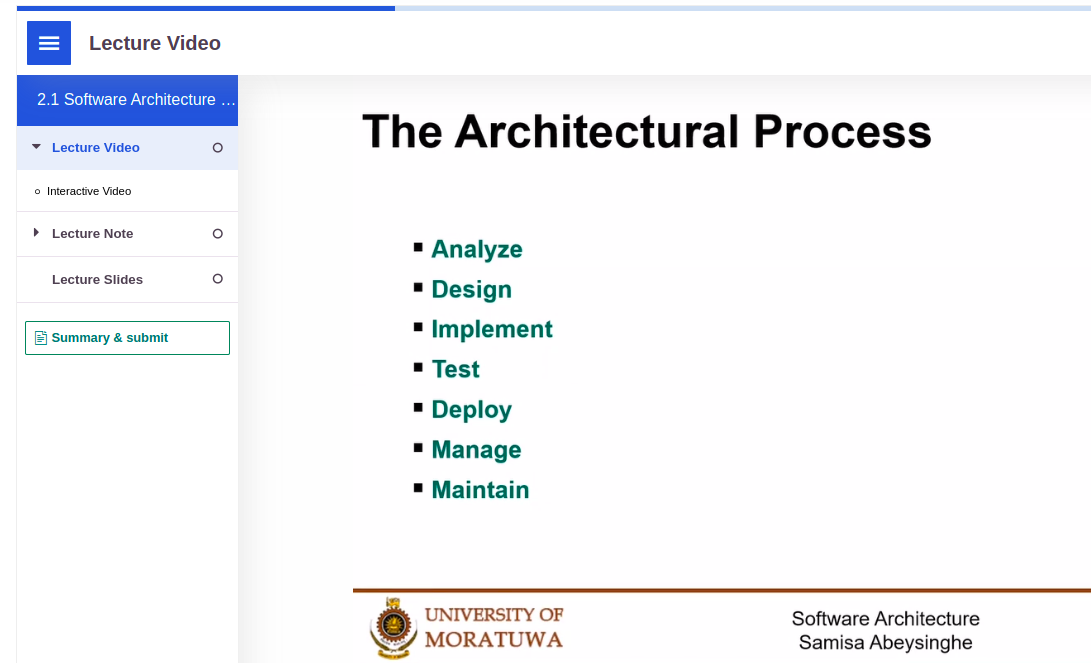 Lecture Video
2.1 Software Architecture ...
Lecture Video
Interactive Video
Lecture Note
Lecture Slides
Summary & submit
The Architectural Process
Analyze
Design
Implement
Test
Deploy
Manage
Maintain
UNIVERSITY OF
MORATUWA
Software Architecture
Samisa Abeysinghe